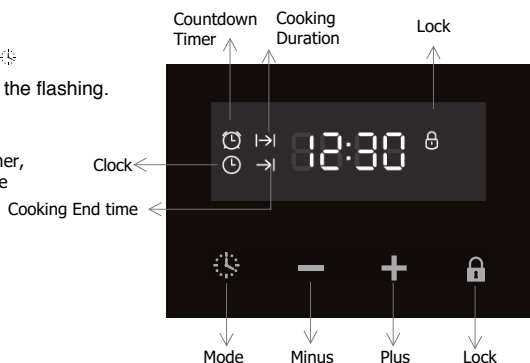 Countdown
Timer
Cooking
Duration
Lock
the flashing.
12:30
ner,
e
Clock
Cooking End time
Mode
Minus
Plus
Lock